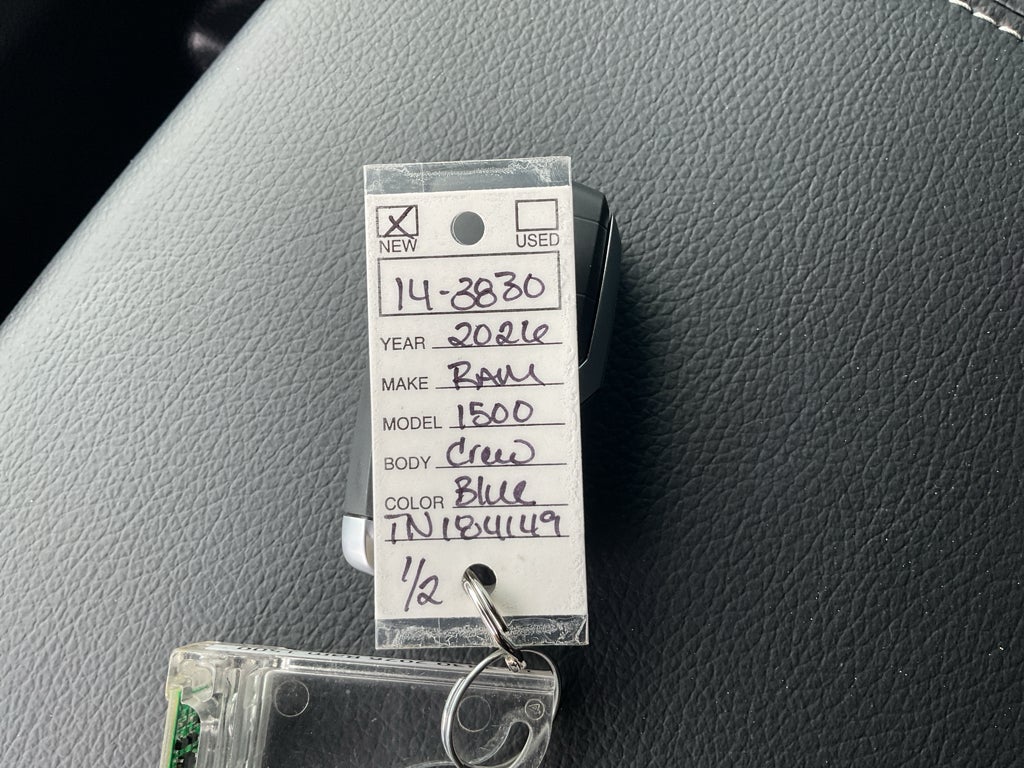 X
NEW USED
14-3830
YEAR 2026
MAKE RAM
MODEL 1500
BODY Crew
COLOR Blue
TN184149
1/2